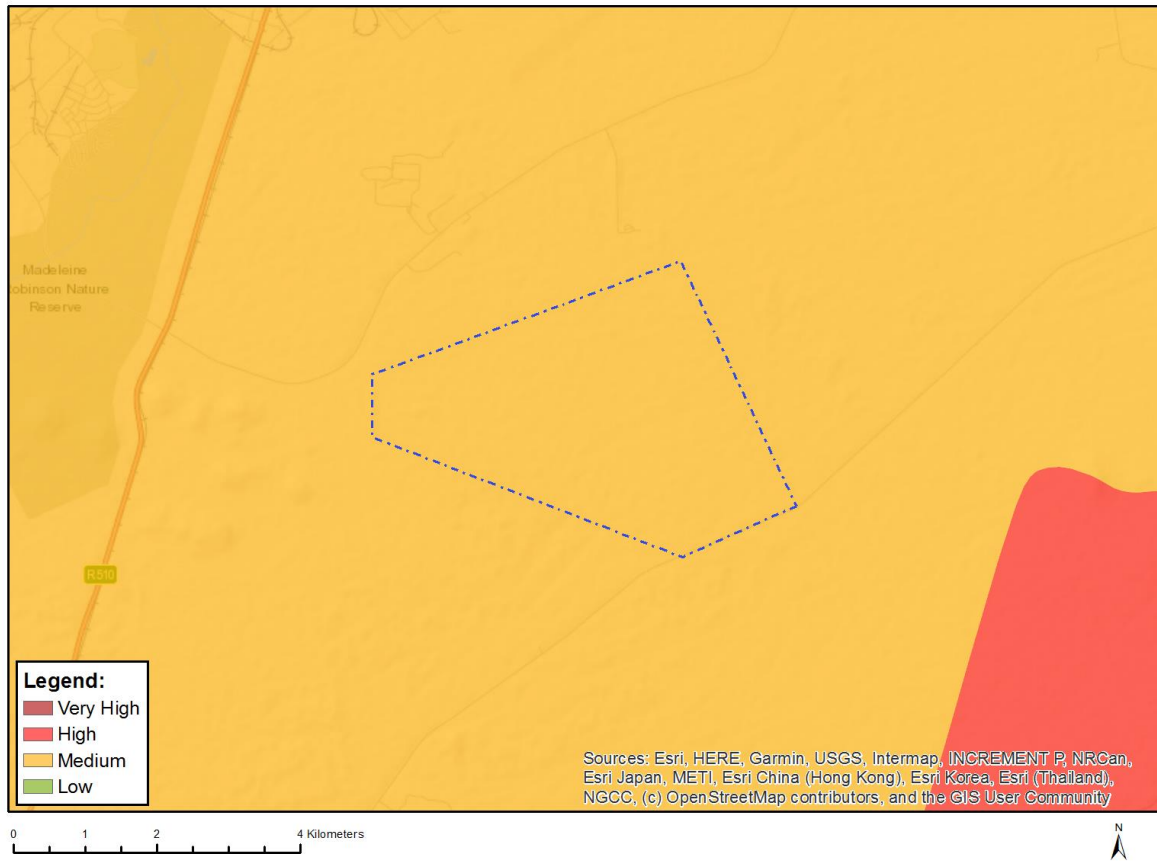 Madeleine
obinson Nature
Reserve
R510
Legend:
Very High
High
Medium
Low
Sources: Esri, HERE, Garmin, USGS, Intermap, INCREMENT P, NRCan,
Esri Japan, METI, Esri China (Hong Kong), Esri Korea, Esri (Thailand),
NGCC, (c) OpenStreetMap contributors, and the GIS User Community
0 1 2 4 Kilometers
N